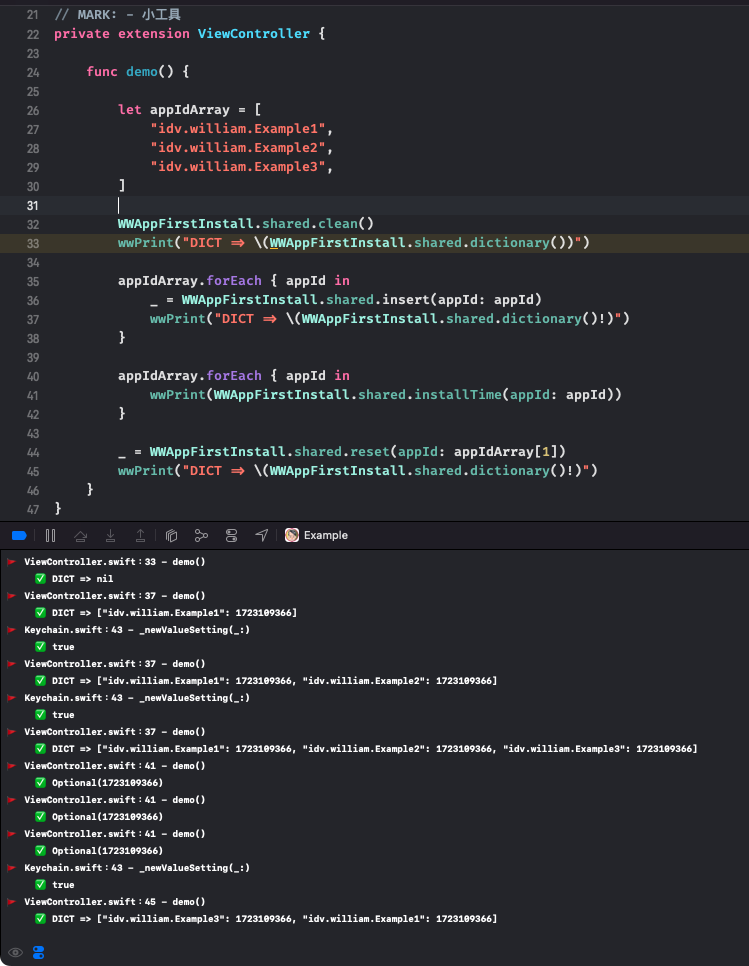 21 // MARK: - 小工具
22 private extension ViewController {
23
24 func demo() {
25
26 let appIdArray = [
27 "idv.william.Example1",
28 "idv.william.Example2",
29 "idv.william.Example3",
30 ]
31
32 WWAppFirstInstall.shared.clean()
33 wwPrint("DICT => \(WWAppFirstInstall.shared.dictionary())")
34
35 appIdArray.forEach { appId in
36 _ = WWAppFirstInstall.shared.insert(appId: appId)
37 wwPrint("DICT => \(WWAppFirstInstall.shared.dictionary()!)")
38 }
39
40 appIdArray.forEach { appId in
41 wwPrint(WWAppFirstInstall.shared.installTime(appId: appId))
42 }
43
44 _ = WWAppFirstInstall.shared.reset(appId: appIdArray[1])
45 wwPrint("DICT => \(WWAppFirstInstall.shared.dictionary()!)")
46 }
47 }
Example
ViewController.swift:33 - demo()
✅ DICT => nil
ViewController.swift:37 - demo()
✅ DICT => ["idv.william.Example1": 1723109366]
Keychain.swift:43 - _newValueSetting(_:)
✅ true
ViewController.swift:37 - demo()
✅ DICT => ["idv.william.Example1": 1723109366, "idv.william.Example2": 1723109366]
Keychain.swift:43 - _newValueSetting(_:)
✅ true
ViewController.swift:37 - demo()
✅ DICT => ["idv.william.Example1": 1723109366, "idv.william.Example2": 1723109366, "idv.william.Example3": 1723109366]
ViewController.swift:41 - demo()
✅ Optional(1723109366)
ViewController.swift:41 - demo()
✅ Optional(1723109366)
ViewController.swift:41 - demo()
✅ Optional(1723109366)
Keychain.swift:43 - _newValueSetting(_:)
✅ true
ViewController.swift:45 - demo()
✅ DICT => ["idv.william.Example3": 1723109366, "idv.william.Example1": 1723109366]